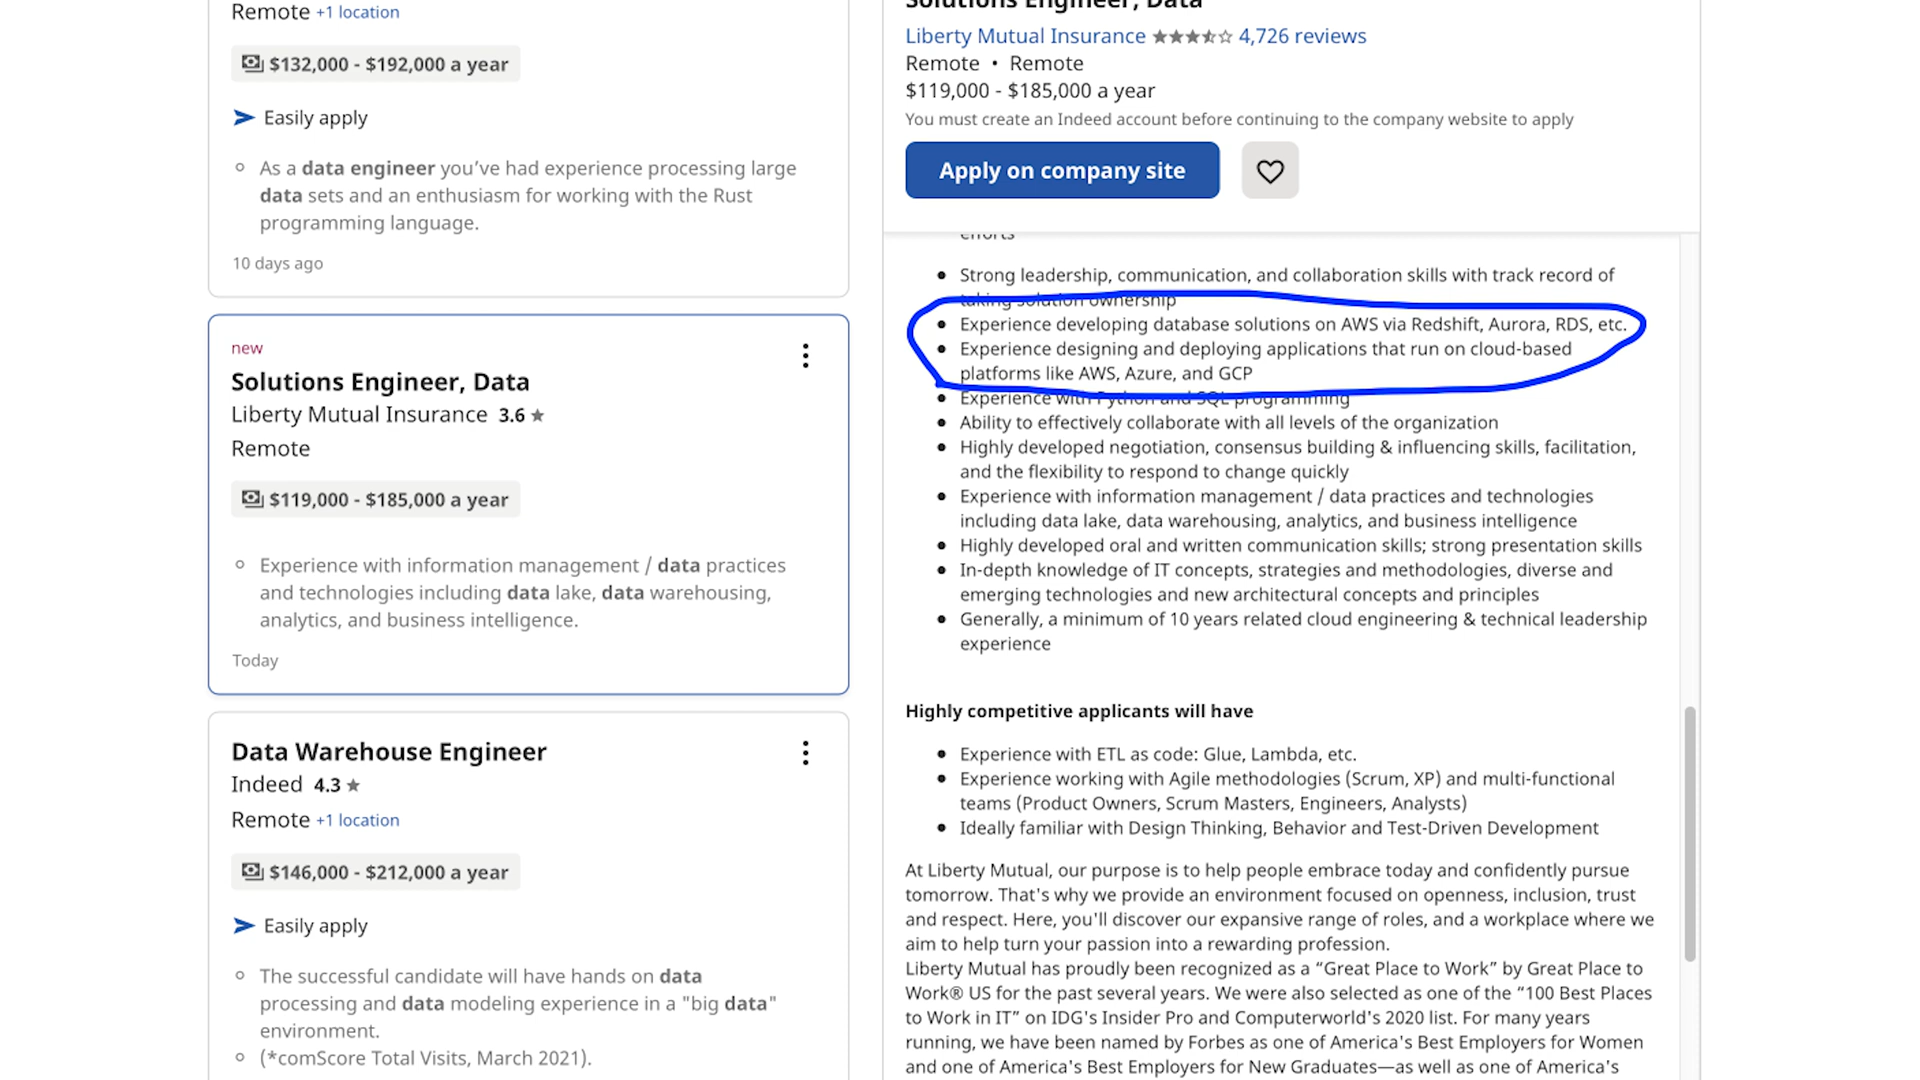 Remote +1 location
$132,000 - $192,000 a year
Easily apply
As a data engineer you’ve had experience processing large
data sets and an enthusiasm for working with the Rust
programming language.
10 days ago
new
Solutions Engineer, Data
Liberty Mutual Insurance 3.6
Remote
$119,000 - $185,000 a year
Experience with information management / data practices
and technologies including data lake, data warehousing,
analytics, and business intelligence.
Today
Data Warehouse Engineer
Indeed 4.3
Remote +1 location
$146,000 - $212,000 a year
Easily apply
The successful candidate will have hands on data
processing and data modeling experience in a "big data"
environment.
(*comScore Total Visits, March 2021).
Solutions Engineer, Data
Liberty Mutual Insurance 4,726 reviews
Remote • Remote
$119,000 - $185,000 a year
You must create an Indeed account before continuing to the company website to apply
Apply on company site
efforts
Strong leadership, communication, and collaboration skills with track record of
taking solution ownership
Experience developing database solutions on AWS via Redshift, Aurora, RDS, etc.
Experience designing and deploying applications that run on cloud-based
platforms like AWS, Azure, and GCP
Experience with Python and SQL programming
Ability to effectively collaborate with all levels of the organization
Highly developed negotiation, consensus building & influencing skills, facilitation,
and the flexibility to respond to change quickly
Experience with information management / data practices and technologies
including data lake, data warehousing, analytics, and business intelligence
Highly developed oral and written communication skills; strong presentation skills
In-depth knowledge of IT concepts, strategies and methodologies, diverse and
emerging technologies and new architectural concepts and principles
Generally, a minimum of 10 years related cloud engineering & technical leadership
experience
Highly competitive applicants will have
Experience with ETL as code: Glue, Lambda, etc.
Experience working with Agile methodologies (Scrum, XP) and multi-functional
teams (Product Owners, Scrum Masters, Engineers, Analysts)
Ideally familiar with Design Thinking, Behavior and Test-Driven Development
At Liberty Mutual, our purpose is to help people embrace today and confidently pursue
tomorrow. That's why we provide an environment focused on openness, inclusion, trust
and respect. Here, you'll discover our expansive range of roles, and a workplace where we
aim to help turn your passion into a rewarding profession.
Liberty Mutual has proudly been recognized as a “Great Place to Work” by Great Place to
Work® US for the past several years. We were also selected as one of the “100 Best Places
to Work in IT” on IDG's Insider Pro and Computerworld's 2020 list. For many years
running, we have been named by Forbes as one of America's Best Employers for Women
and one of America's Best Employers for New Graduates—as well as one of America's